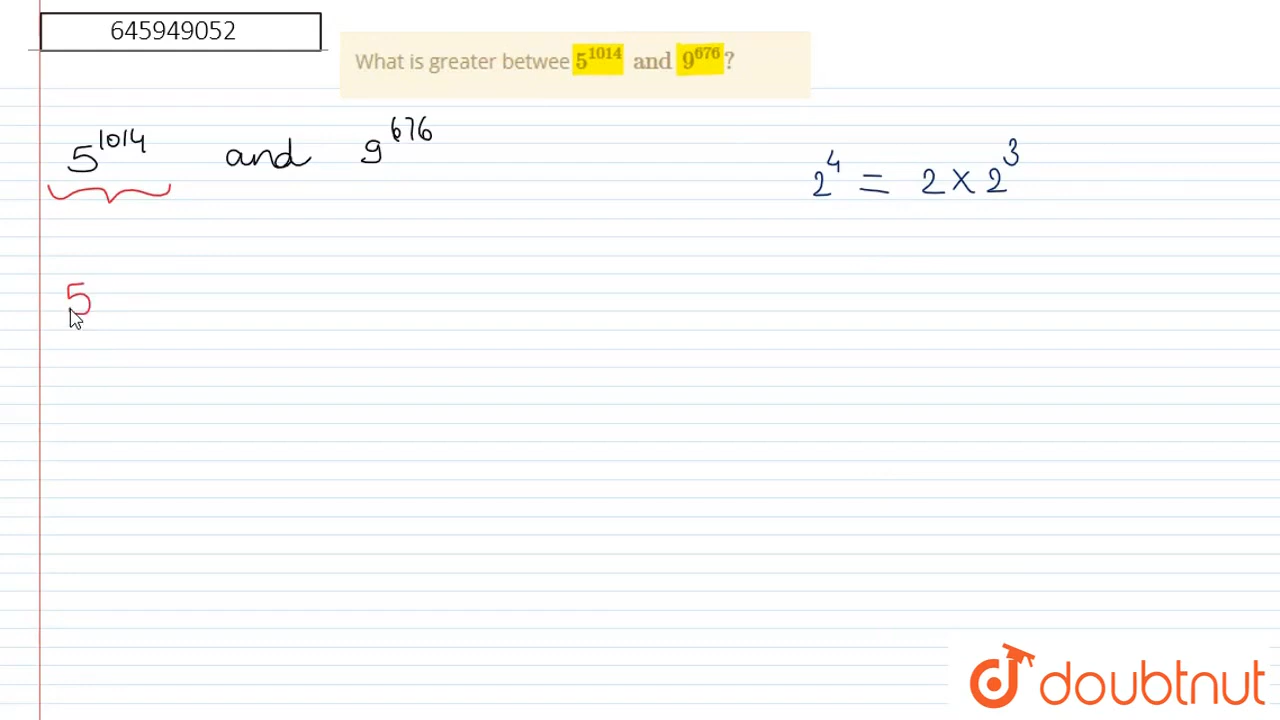 645949052
What is greater betwee 5^1014 and 9^676?
5^1014 and 9^676
2^4 = 2 × 2^3
5
doubtnut